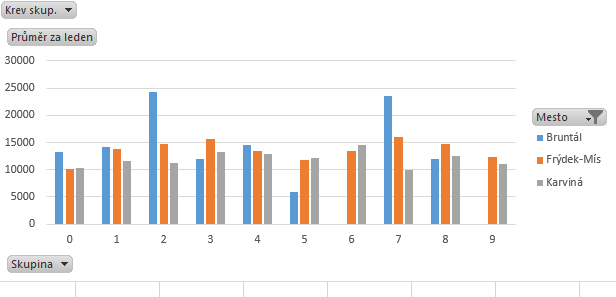 Krev skup.
Průměr za leden
30000
25000
20000
15000
10000
5000
0
0 1 2 3 4 5 6 7 8 9
Mesto
Bruntál
Frýdek-Mís
Karviná
Skupina